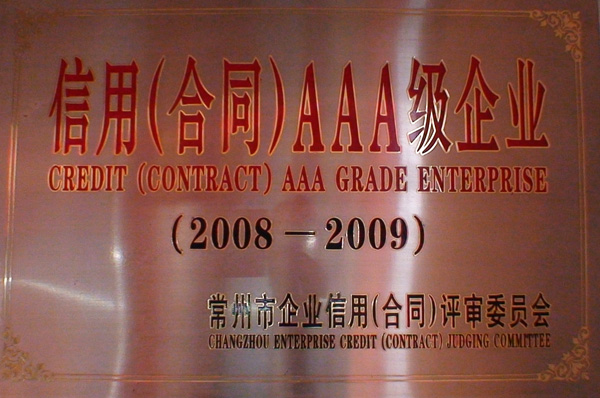 信用(合同)AAA级企业
CREDIT (CONTRACT) AAA GRADE ENTERPRISE
(2008－2009)
常州市企业信用(合同)评审委员会
CHANGZHOU ENTERPRISE CREDIT (CONTRACT) JUDGING COMMITTEE